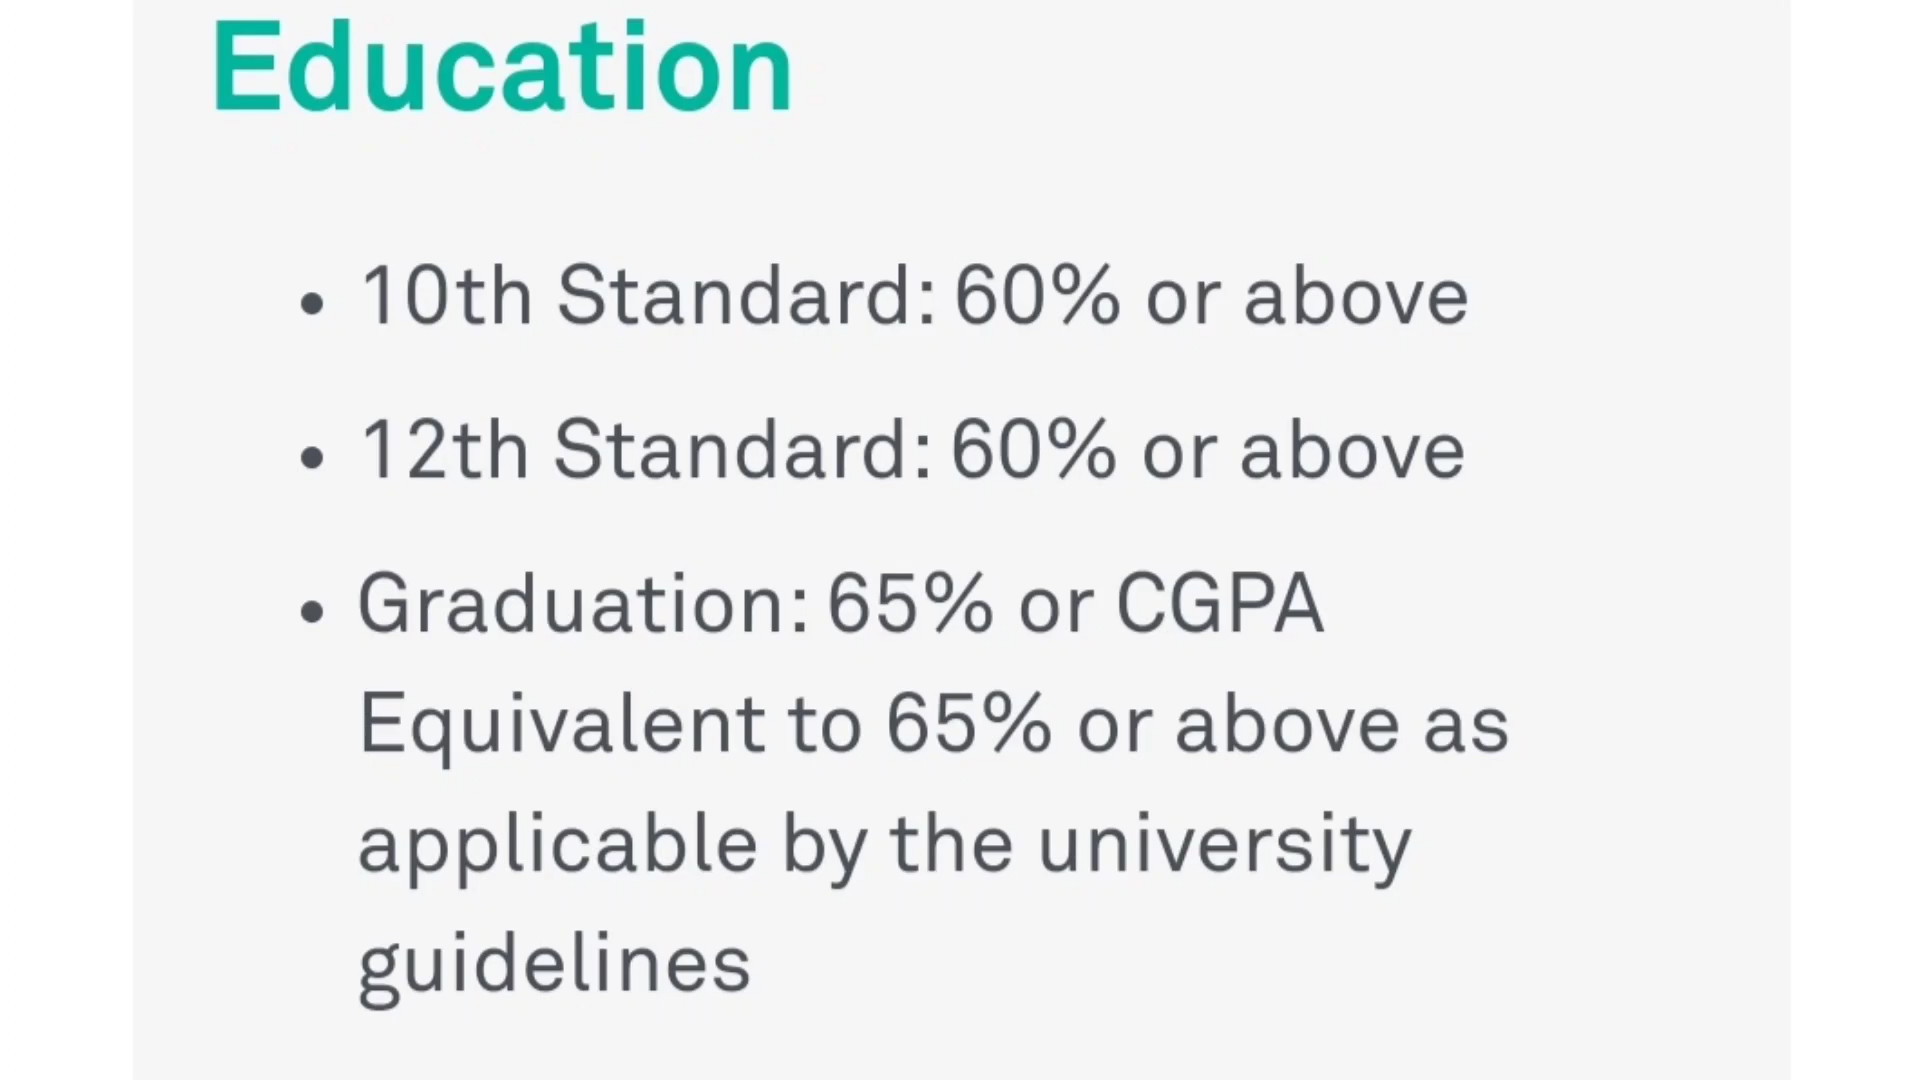 Education
• 10th Standard: 60% or above
• 12th Standard: 60% or above
• Graduation: 65% or CGPA
Equivalent to 65% or above as
applicable by the university
guidelines